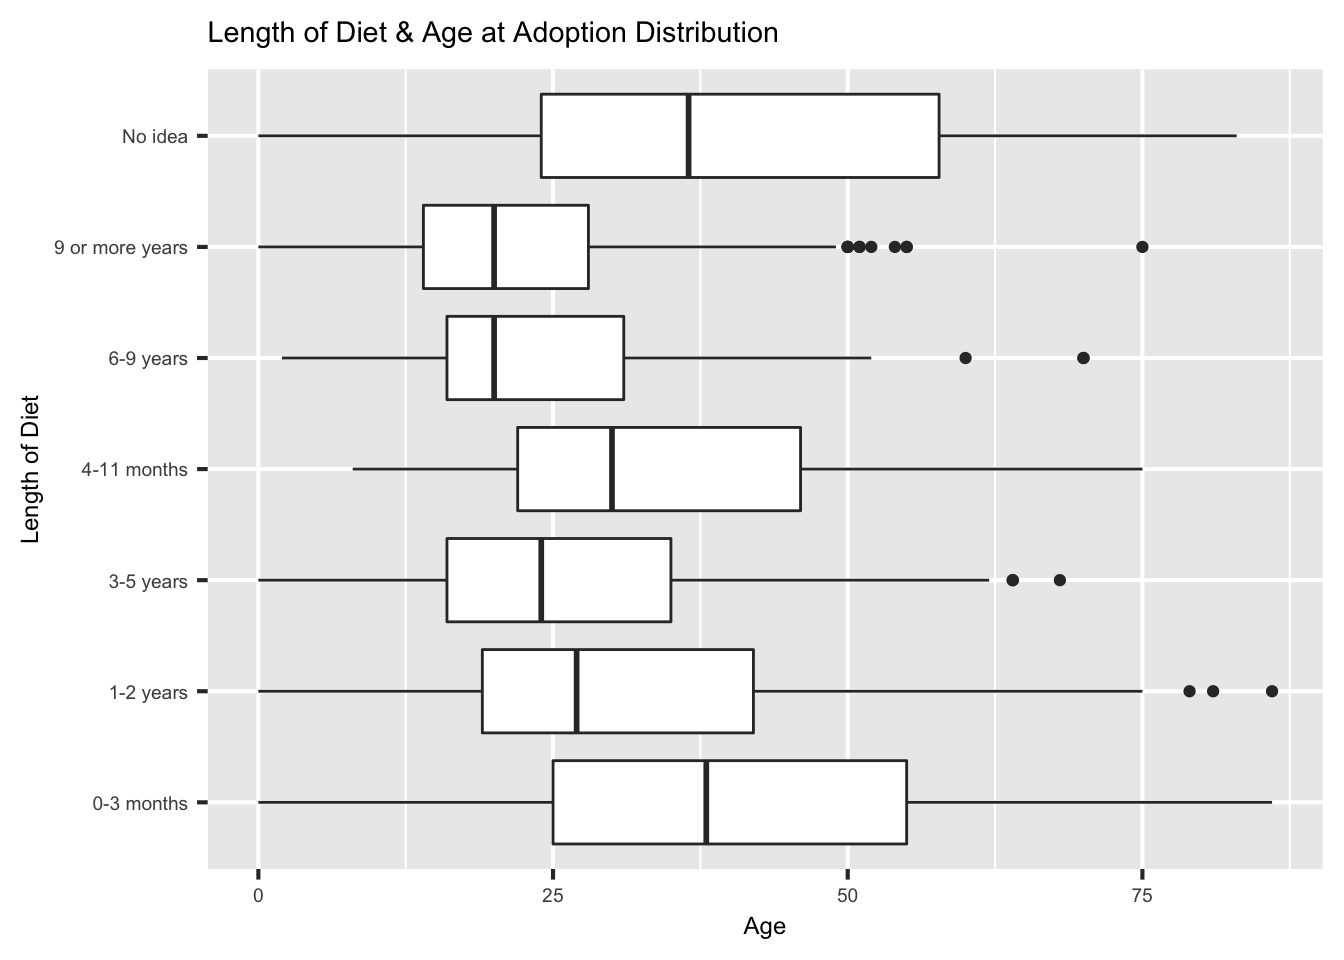 Length of Diet & Age at Adoption Distribution
No idea
9 or more years
6-9 years
4-11 months
3-5 years
1-2 years
0-3 months
Length of Diet
0
25
50
75
Age